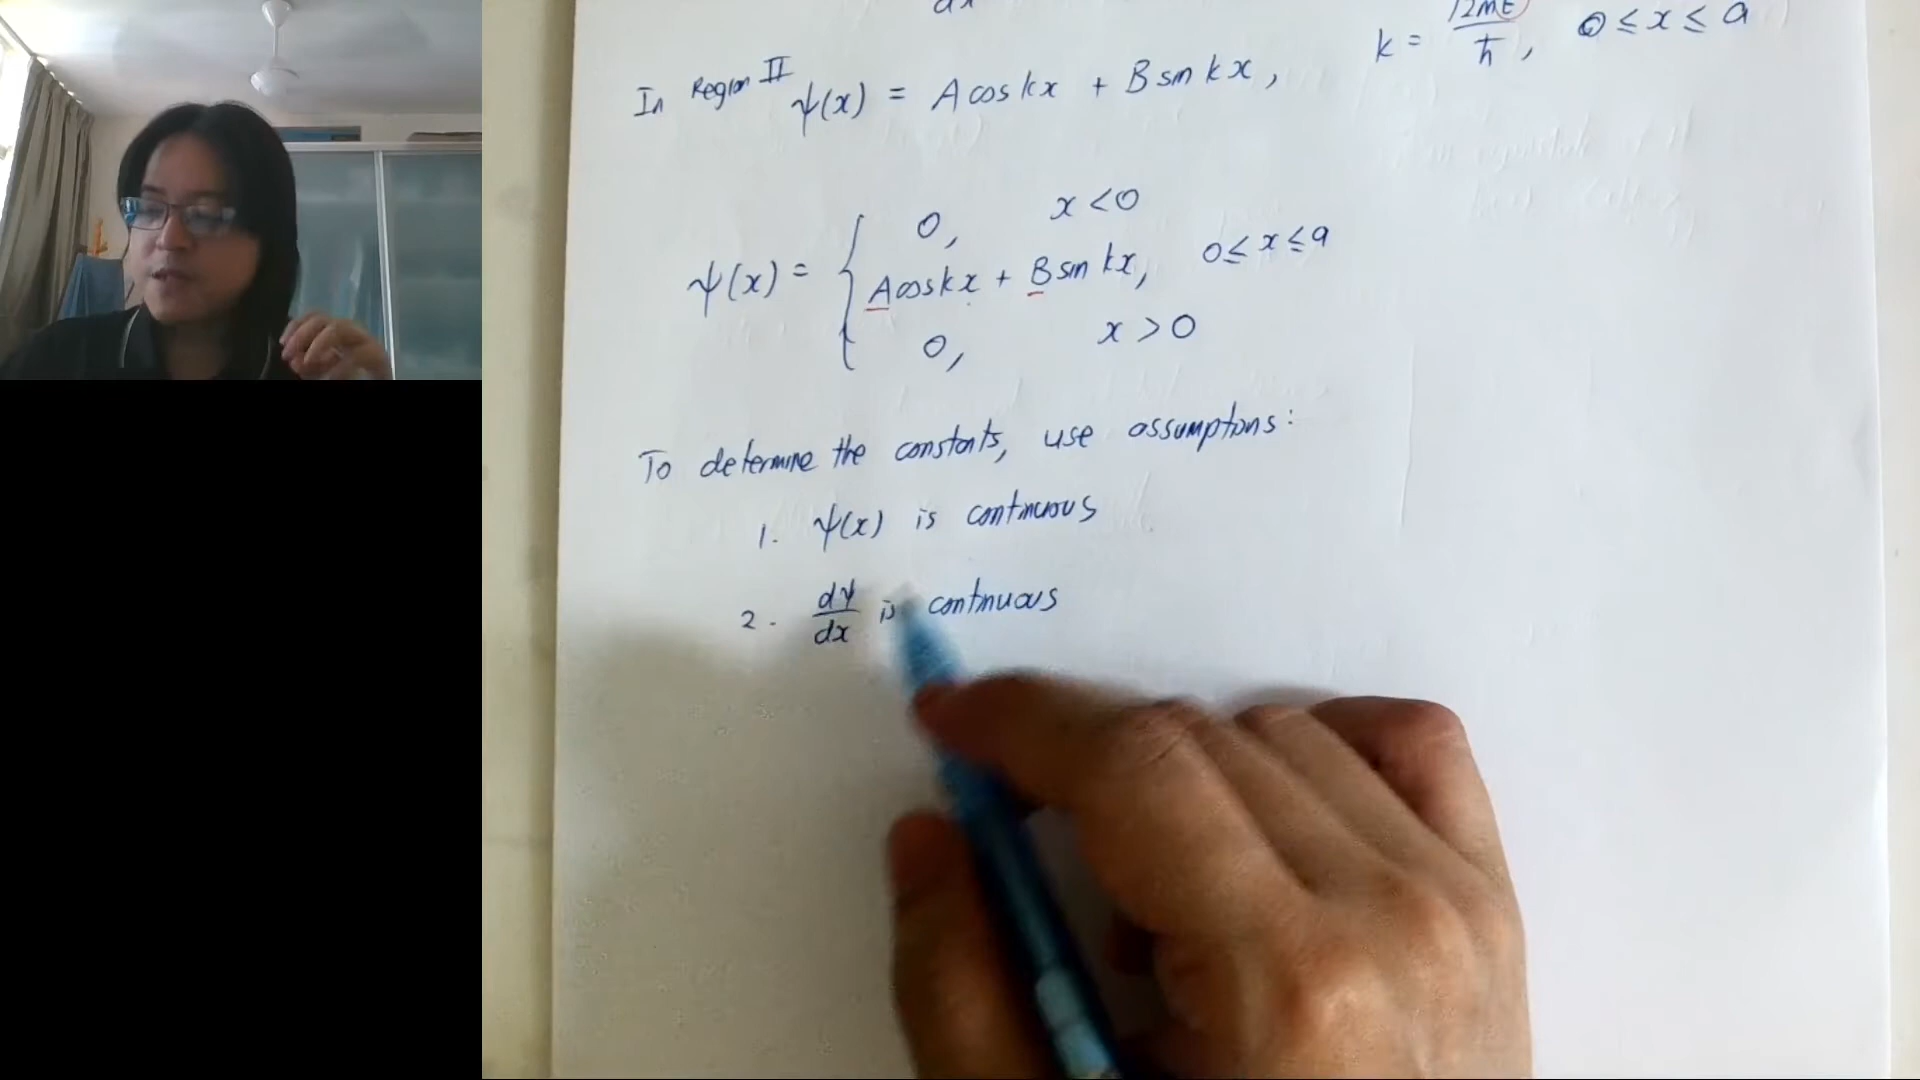 dx
In Region II ψ(x) = A cos kx + B sin kx, k = √2mE / ħ, 0 ≤ x ≤ a
ψ(x) = { 0, x < 0
A cos kx + B sin kx, 0 ≤ x ≤ a
0, x > 0
To determine the constants, use assumptions:
1. ψ(x) is continuous
2. dψ/dx is continuous